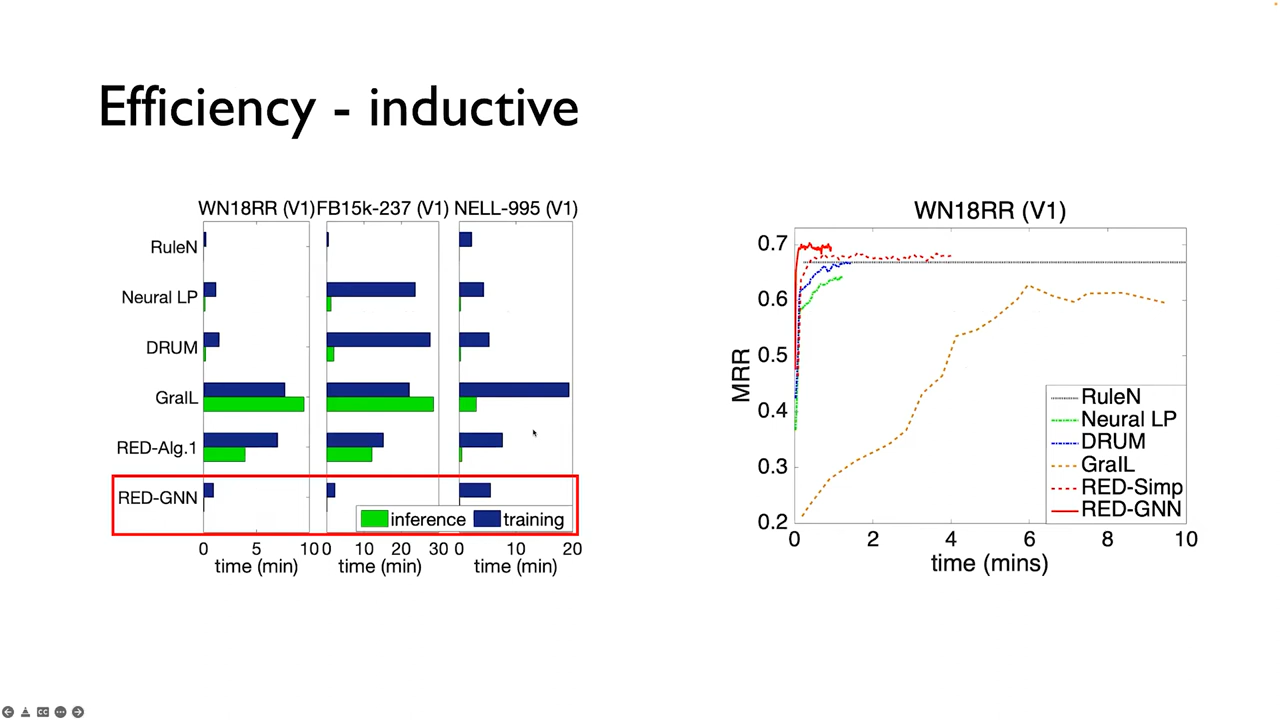 Efficiency - inductive
WN18RR (V1) FB15k-237 (V1) NELL-995 (V1)
RuleN
Neural LP
DRUM
GraIL
RED-Alg.1
RED-GNN
inference training
0 5 10 0 10 20 30 0 10 20
time (min) time (min) time (min)
WN18RR (V1)
MRR
0.7
0.6
0.5
0.4
0.3
0.2
RuleN
Neural LP
DRUM
GraIL
RED-Simp
RED-GNN
0 2 4 6 8 10
time (mins)